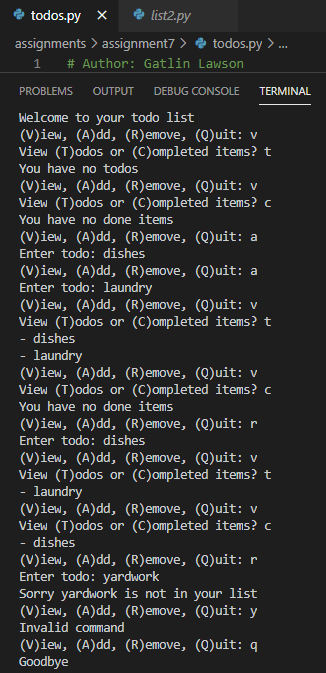 todos.py × list2.py
assignments > assignment7 > todos.py > ...
1 # Author: Gatlin Lawson
PROBLEMS OUTPUT DEBUG CONSOLE TERMINAL
Welcome to your todo list
(V)iew, (A)dd, (R)emove, (Q)uit: v
View (T)odos or (C)ompleted items? t
You have no todos
(V)iew, (A)dd, (R)emove, (Q)uit: v
View (T)odos or (C)ompleted items? c
You have no done items
(V)iew, (A)dd, (R)emove, (Q)uit: a
Enter todo: dishes
(V)iew, (A)dd, (R)emove, (Q)uit: a
Enter todo: laundry
(V)iew, (A)dd, (R)emove, (Q)uit: v
View (T)odos or (C)ompleted items? t
- dishes
- laundry
(V)iew, (A)dd, (R)emove, (Q)uit: v
View (T)odos or (C)ompleted items? c
You have no done items
(V)iew, (A)dd, (R)emove, (Q)uit: r
Enter todo: dishes
(V)iew, (A)dd, (R)emove, (Q)uit: v
View (T)odos or (C)ompleted items? t
- laundry
(V)iew, (A)dd, (R)emove, (Q)uit: v
View (T)odos or (C)ompleted items? c
- dishes
(V)iew, (A)dd, (R)emove, (Q)uit: r
Enter todo: yardwork
Sorry yardwork is not in your list
(V)iew, (A)dd, (R)emove, (Q)uit: y
Invalid command
(V)iew, (A)dd, (R)emove, (Q)uit: q
Goodbye